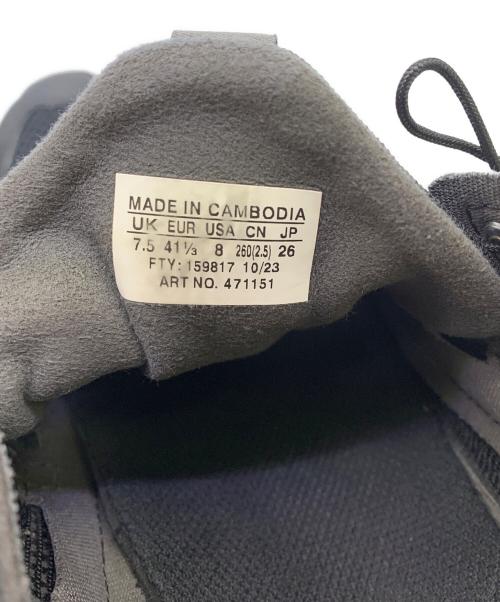 MADE IN CAMBODIA
UK EUR USA CN JP
7.5 41⅓ 8 260(2.5) 26
FTY: 159817 10/23
ART NO. 471151